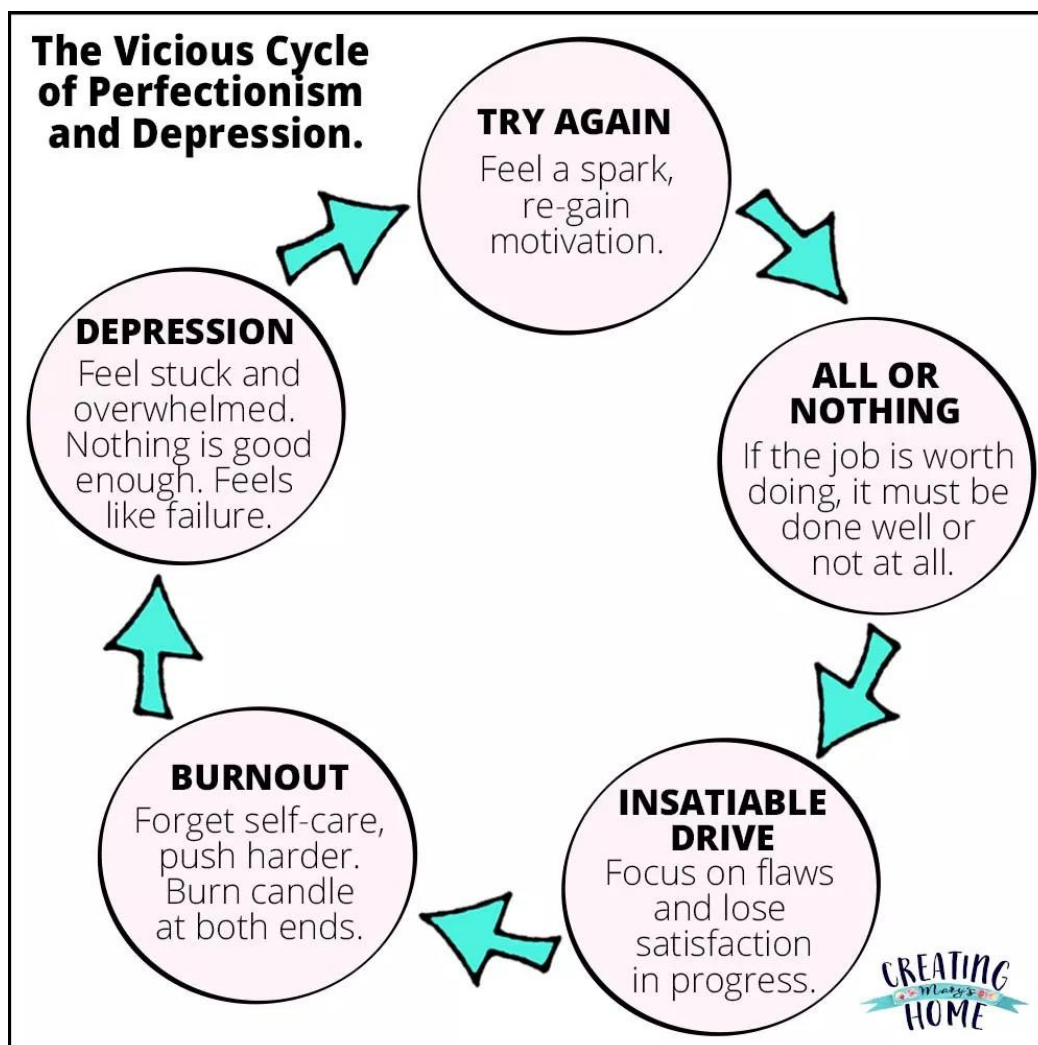 The Vicious Cycle
of Perfectionism
and Depression.
TRY AGAIN
Feel a spark,
re-gain
motivation.
ALL OR
NOTHING
If the job is worth
doing, it must be
done well or
not at all.
INSATIABLE
DRIVE
Focus on flaws
and lose
satisfaction
in progress.
BURNOUT
Forget self-care,
push harder.
Burn candle
at both ends.
DEPRESSION
Feel stuck and
overwhelmed.
Nothing is good
enough. Feels
like failure.
CREATING
Mary's
HOME